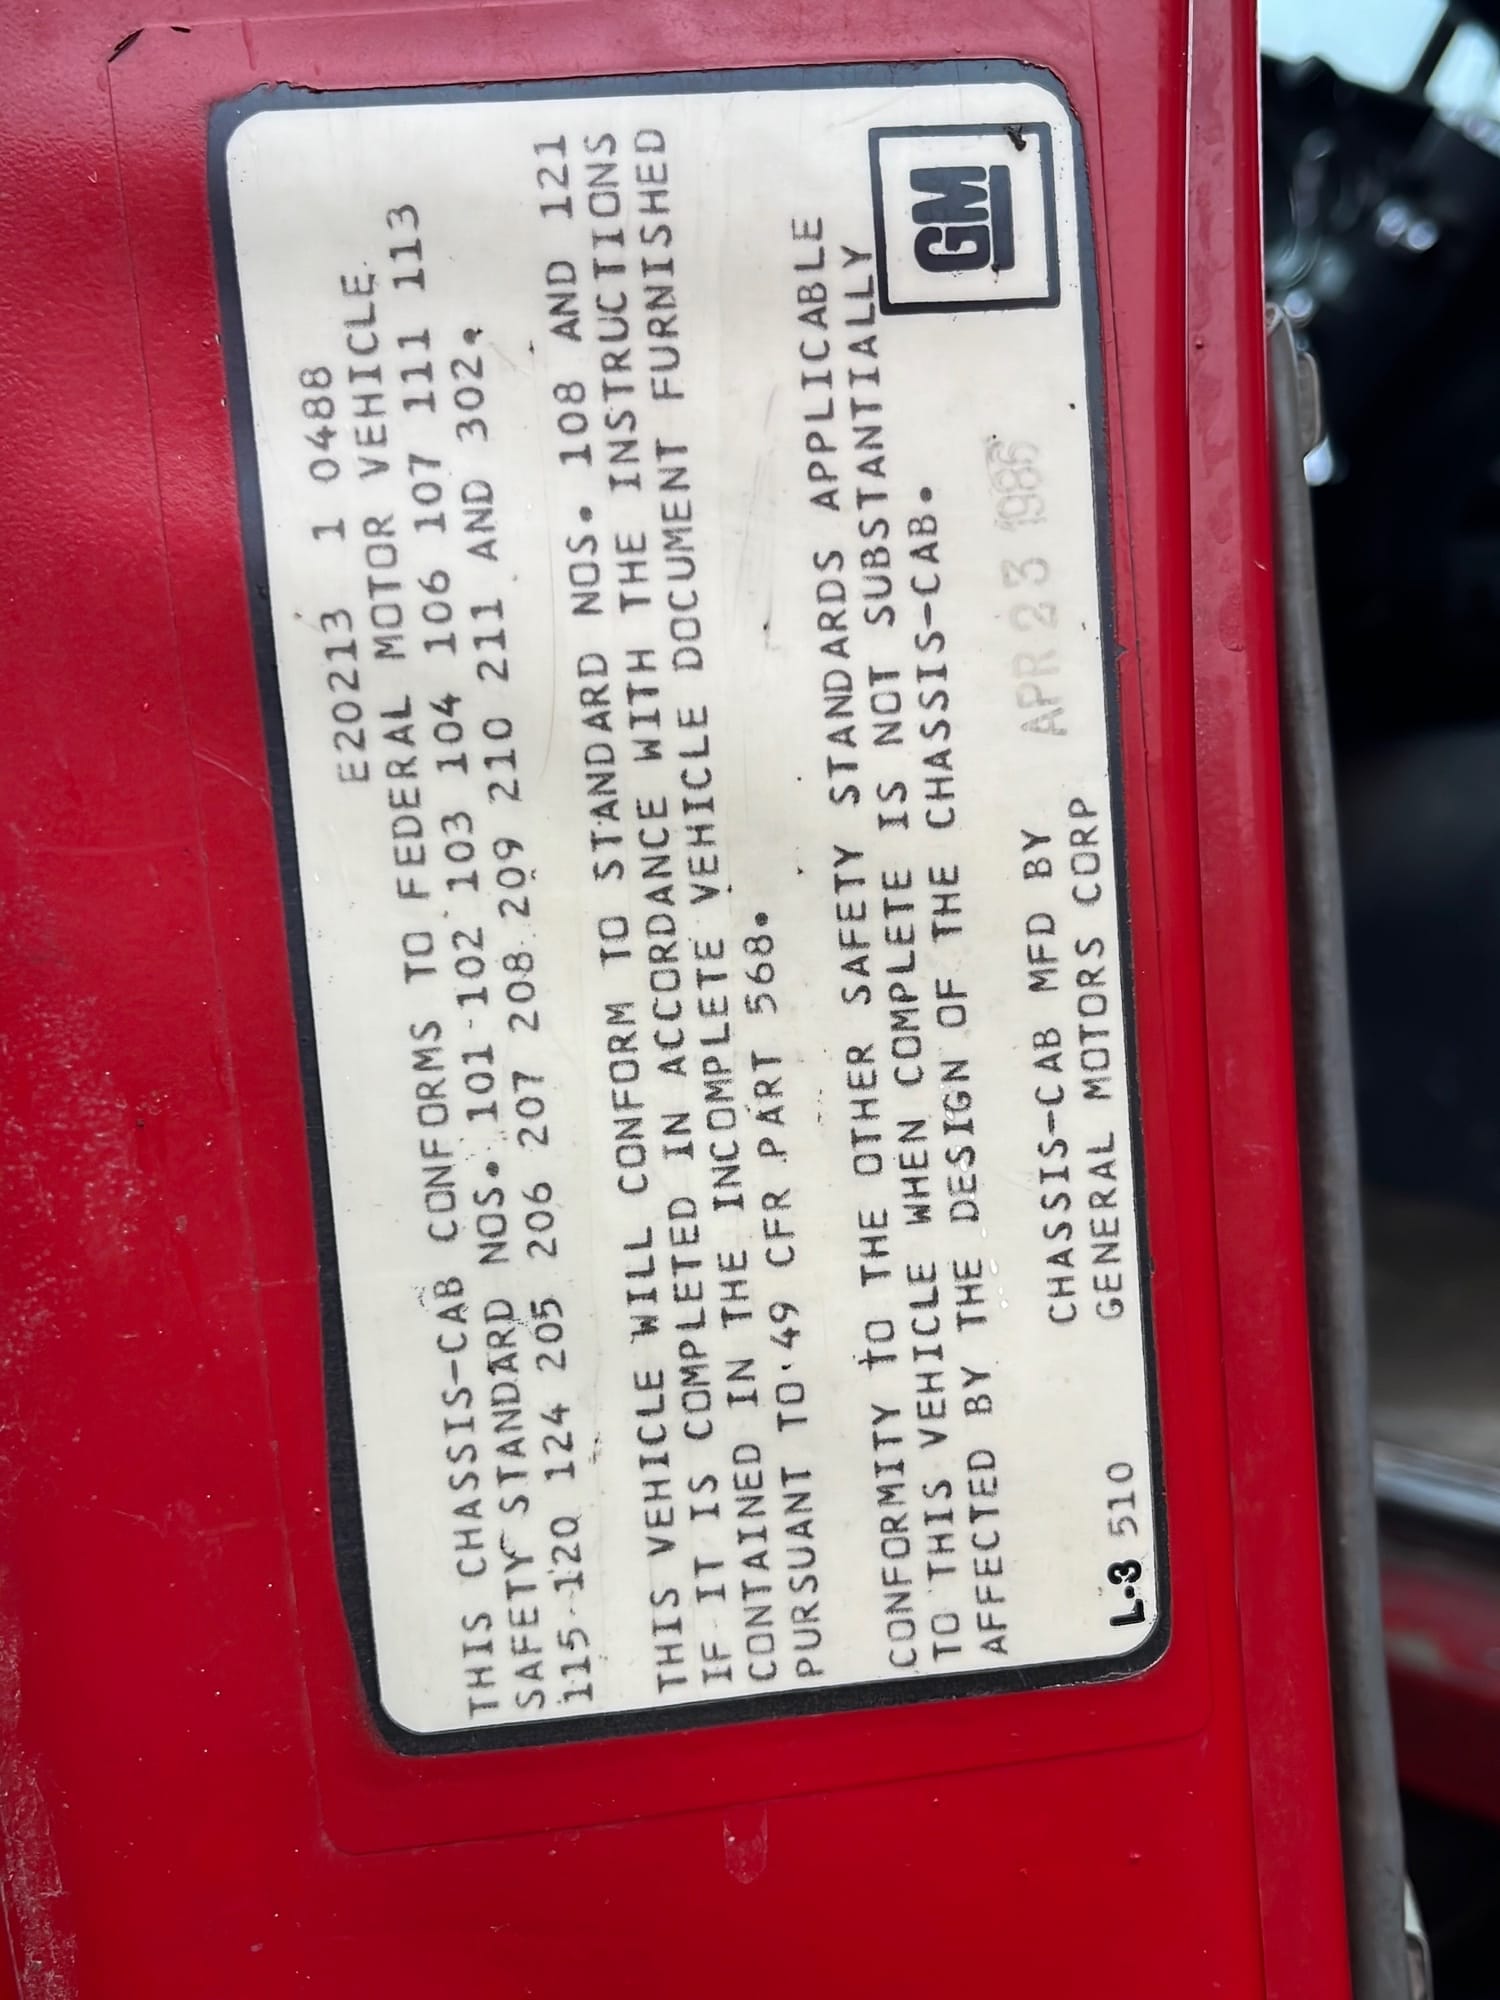 E20213 1 0488
THIS CHASSIS-CAB CONFORMS TO FEDERAL MOTOR VEHICLE
SAFETY STANDARD NOS. 101 102 103 104 106 107 111 113
115 120 124 205 206 207 208 209 210 211 AND 302.
THIS VEHICLE WILL CONFORM TO STANDARD NOS. 108 AND 121
IF IT IS COMPLETED IN ACCORDANCE WITH THE INSTRUCTIONS
CONTAINED IN THE INCOMPLETE VEHICLE DOCUMENT FURNISHED
PURSUANT TO 49 CFR PART 568.
CONFORMITY TO THE OTHER SAFETY STANDARDS APPLICABLE
TO THIS VEHICLE WHEN COMPLETE IS NOT SUBSTANTIALLY
AFFECTED BY THE DESIGN OF THE CHASSIS-CAB.
GM
CHASSIS-CAB MFD BY APR 23 1986
GENERAL MOTORS CORP
L-3 510